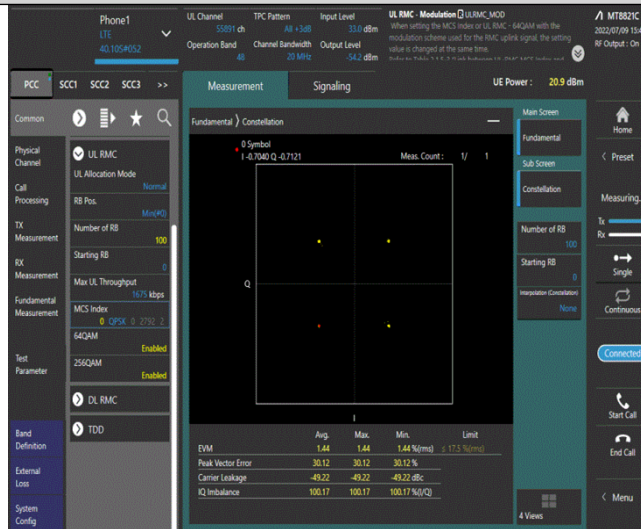 Phone1
LTE
40.105#052
UL Channel
55891 ch
TPC Pattern
All +3dB
Input Level
33.0 dBm
Operation Band
48
Channel Bandwidth
20 MHz
Output Level
-54.2 dBm
UL RMC - Modulation ULRMC_MOD
When setting the MCS Index or UL RMC - 64QAM with the
modulation scheme used for the RMC uplink signal, the setting
value is changed at the same time.
MT8821C
2022/07/09 15:4
RF Output : On
PCC
SCC1
SCC2
SCC3
>>
Measurement
Signaling
UE Power : 20.9 dBm
Common
Physical
Channel
Call
Processing
TX
Measurement
RX
Measurement
Fundamental
Measurement
Test
Parameter
Band
Definition
External
Loss
System
Config
UL RMC
UL Allocation Mode
Normal
RB Pos.
Min(#0)
Number of RB
100
Starting RB
0
Max UL Throughput
1675 kbps
MCS Index
0 QPSK 0 2792 2
64QAM
Enabled
256QAM
Enabled
DL RMC
TDD
Fundamental ⟩ Constellation
0 Symbol
I -0.7040 Q -0.7121
Meas. Count : 1/ 1
Q
I
Avg. Max. Min. Limit
EVM 1.44 1.44 1.44 %(rms) ≤ 17.5 %(rms)
Peak Vector Error 30.12 30.12 30.12 %
Carrier Leakage -49.22 -49.22 -49.22 dBc
IQ Imbalance 100.17 100.17 100.17 %(I/Q)
Main Screen
Fundamental
Sub Screen
Constellation
Number of RB
100
Starting RB
0
Interpolation (Constellation)
None
4 Views
Home
Preset
Measuring..
Tx
Rx
Single
Continuous
Connected
Start Call
End Call
Menu